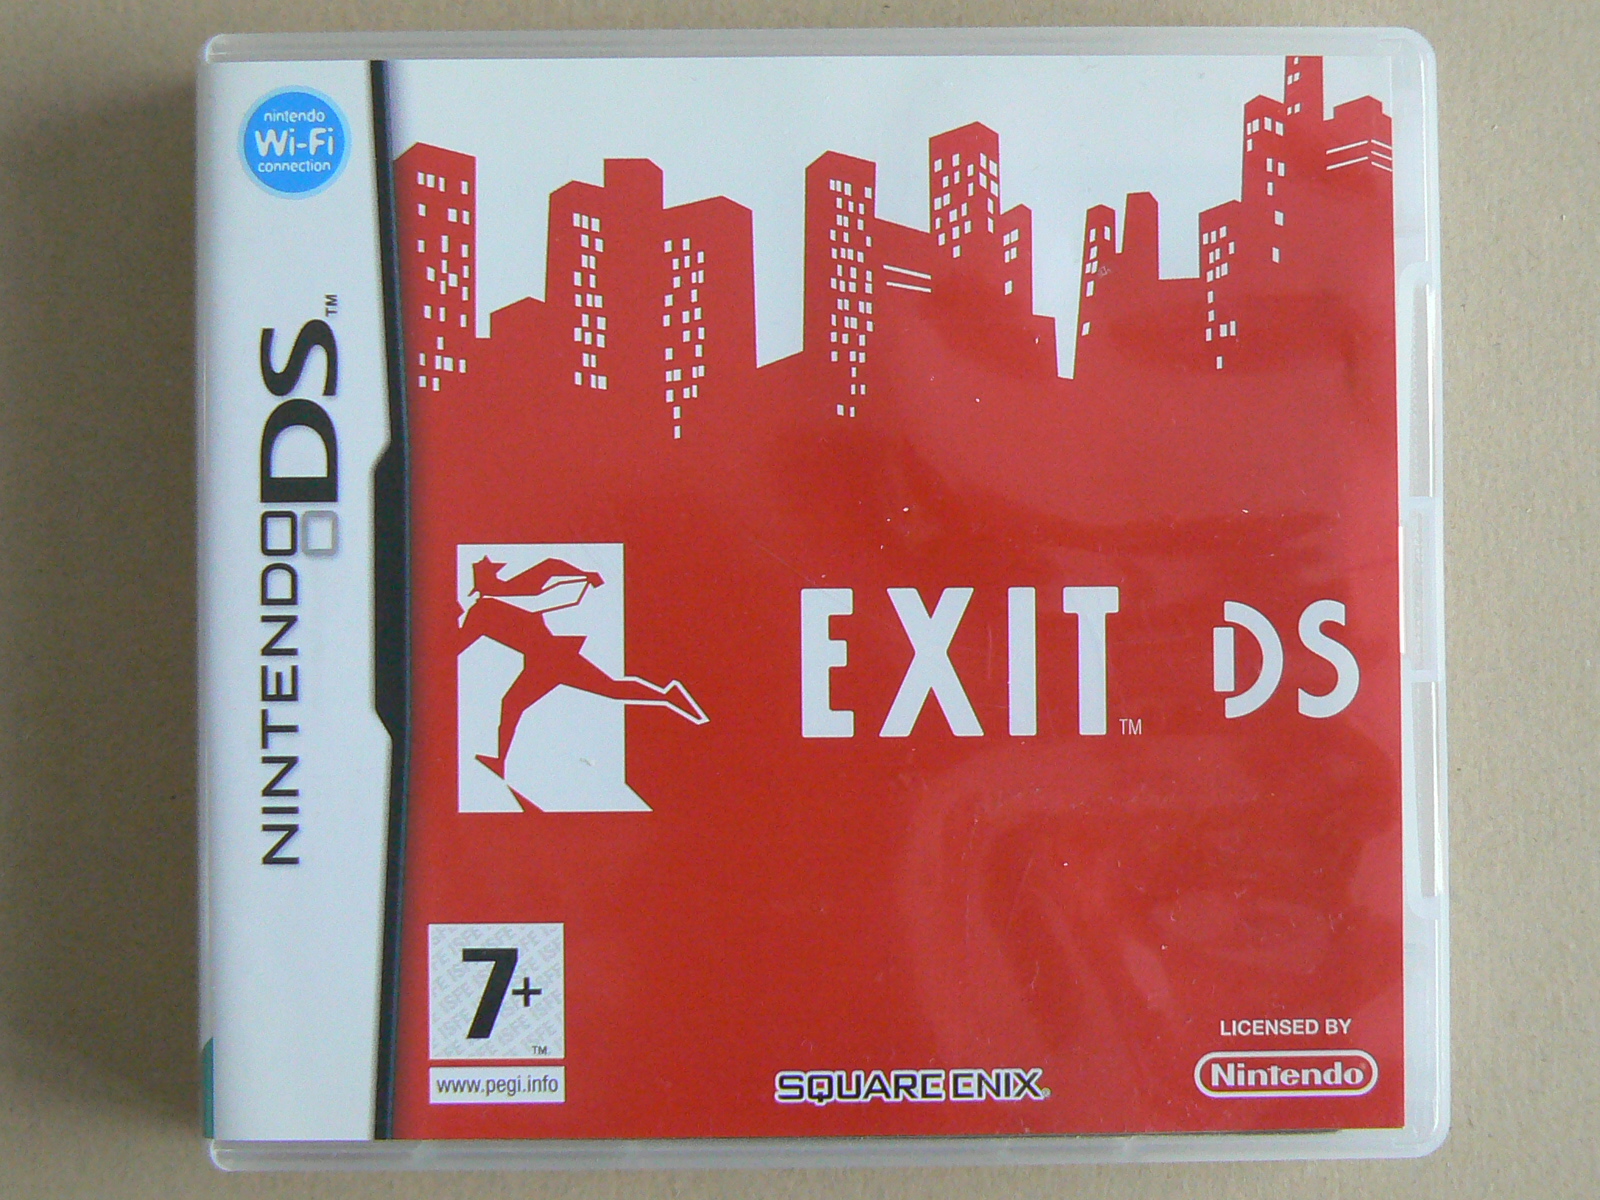 nintendo
Wi-Fi
connection
NINTENDO DS™
EXIT™ DS
7+
™
www.pegi.info
SQUARE ENIX®
LICENSED BY
Nintendo®